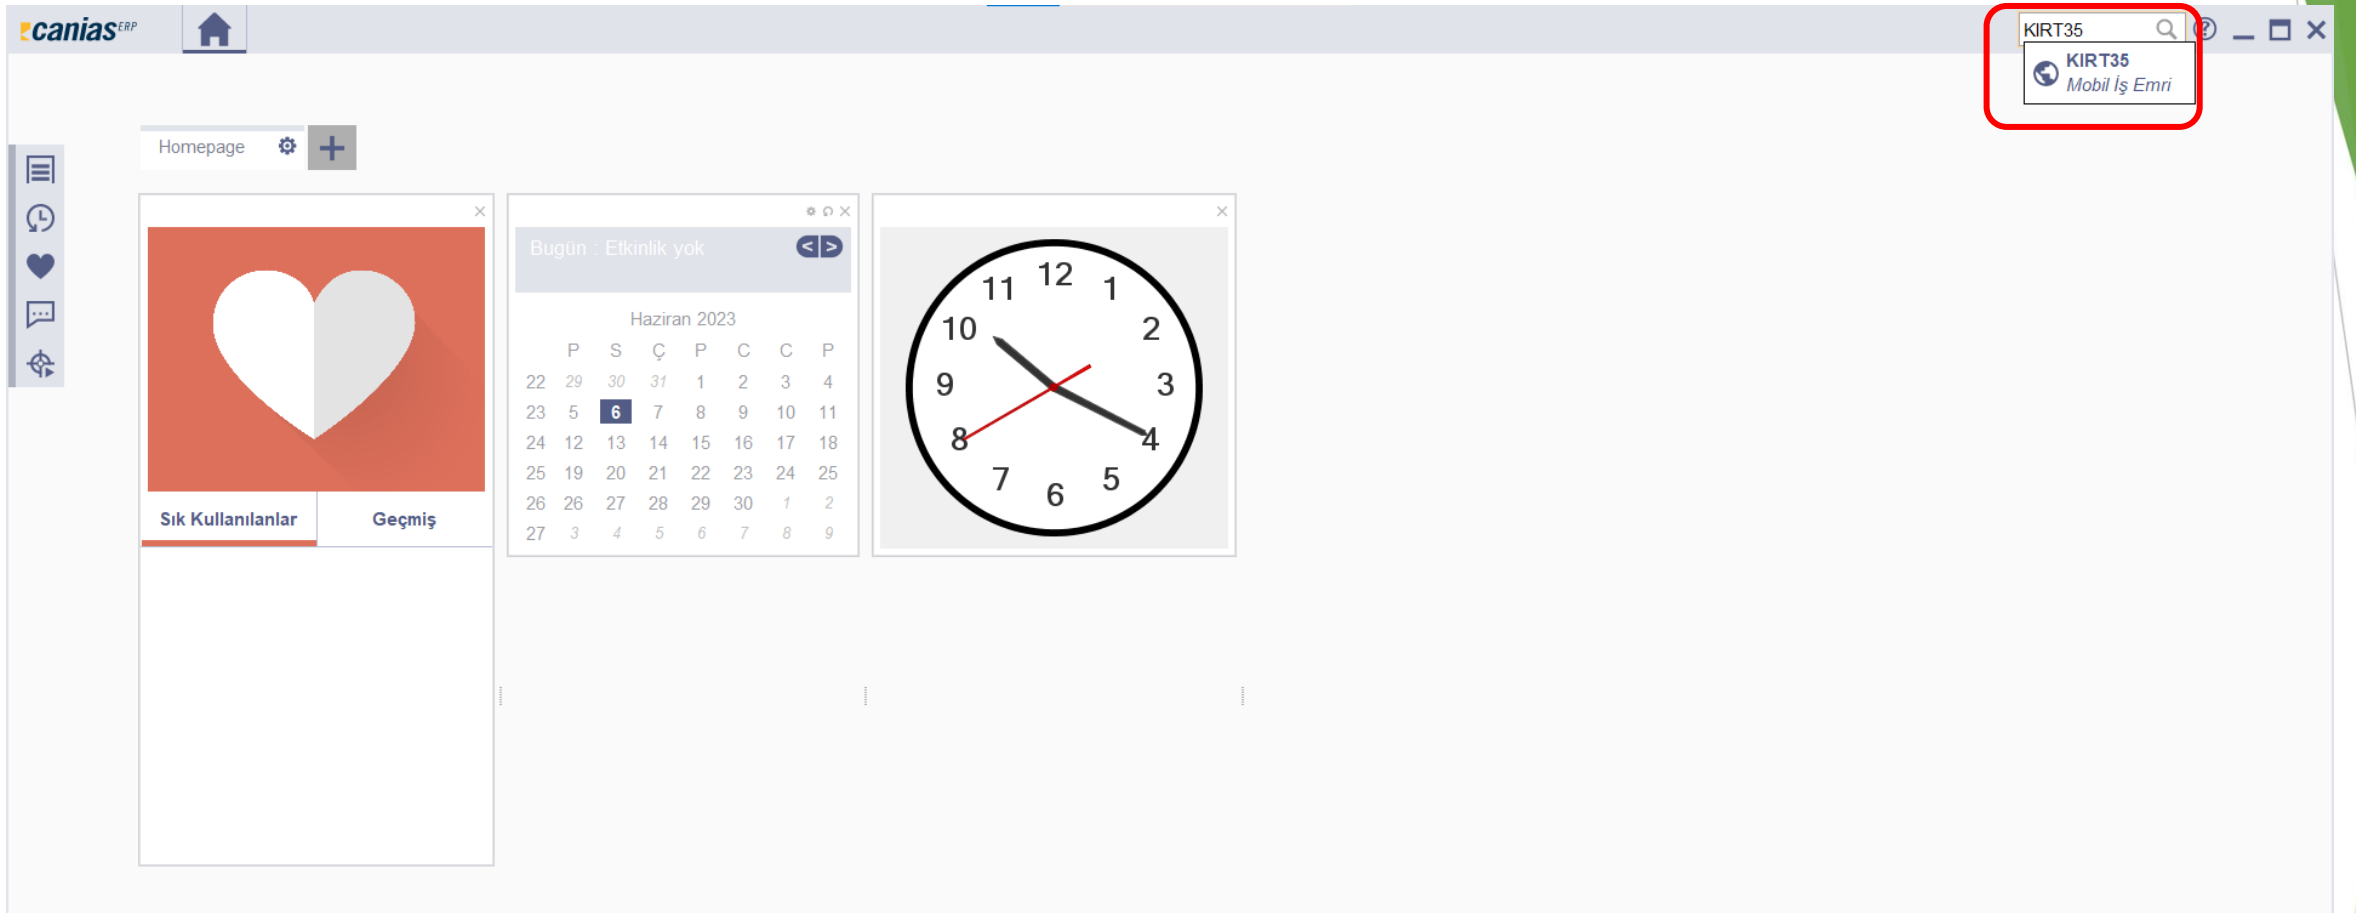 canias ERP
KIRT35
KIRT35
Mobil İş Emri
Homepage
Sık Kullanılanlar Geçmiş
Bugün : Etkinlik yok
< >
Haziran 2023
P S Ç P C C P
22 29 30 31 1 2 3 4
23 5 6 7 8 9 10 11
24 12 13 14 15 16 17 18
25 19 20 21 22 23 24 25
26 26 27 28 29 30 1 2
27 3 4 5 6 7 8 9
12
1
2
3
4
5
6
7
8
9
10
11